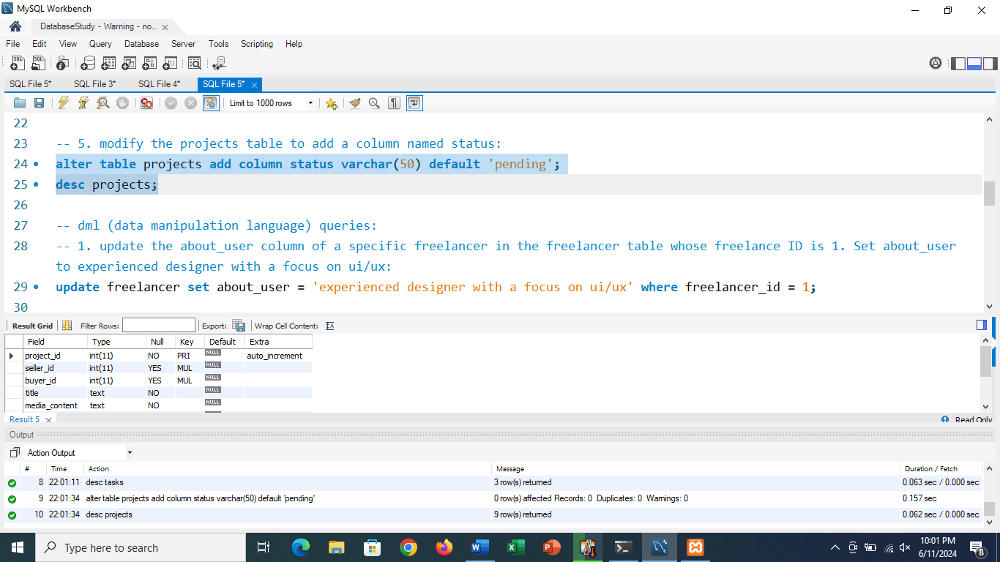 MySQL Workbench
DatabaseStudy - Warning - no...
File Edit View Query Database Server Tools Scripting Help
SQL File 5* SQL File 3* SQL File 4* SQL File 5*
Limit to 1000 rows
22
23 -- 5. modify the projects table to add a column named status:
24 alter table projects add column status varchar(50) default 'pending';
25 desc projects;
26
27 -- dml (data manipulation language) queries:
28 -- 1. update the about_user column of a specific freelancer in the freelancer table whose freelance ID is 1. Set about_user
to experienced designer with a focus on ui/ux:
29 update freelancer set about_user = 'experienced designer with a focus on ui/ux' where freelancer_id = 1;
30
Result Grid Filter Rows: Export: Wrap Cell Content:
Field Type Null Key Default Extra
project_id int(11) NO PRI NULL auto_increment
seller_id int(11) YES MUL NULL
buyer_id int(11) YES MUL NULL
title text NO NULL
media_content text NO NULL
Result 5 Read Only
Output
Action Output
# Time Action Message Duration / Fetch
8 22:01:11 desc tasks 3 row(s) returned 0.063 sec / 0.000 sec
9 22:01:34 alter table projects add column status varchar(50) default 'pending' 0 row(s) affected Records: 0 Duplicates: 0 Warnings: 0 0.157 sec
10 22:01:34 desc projects 9 row(s) returned 0.062 sec / 0.000 sec
Type here to search
10:01 PM
6/11/2024
8